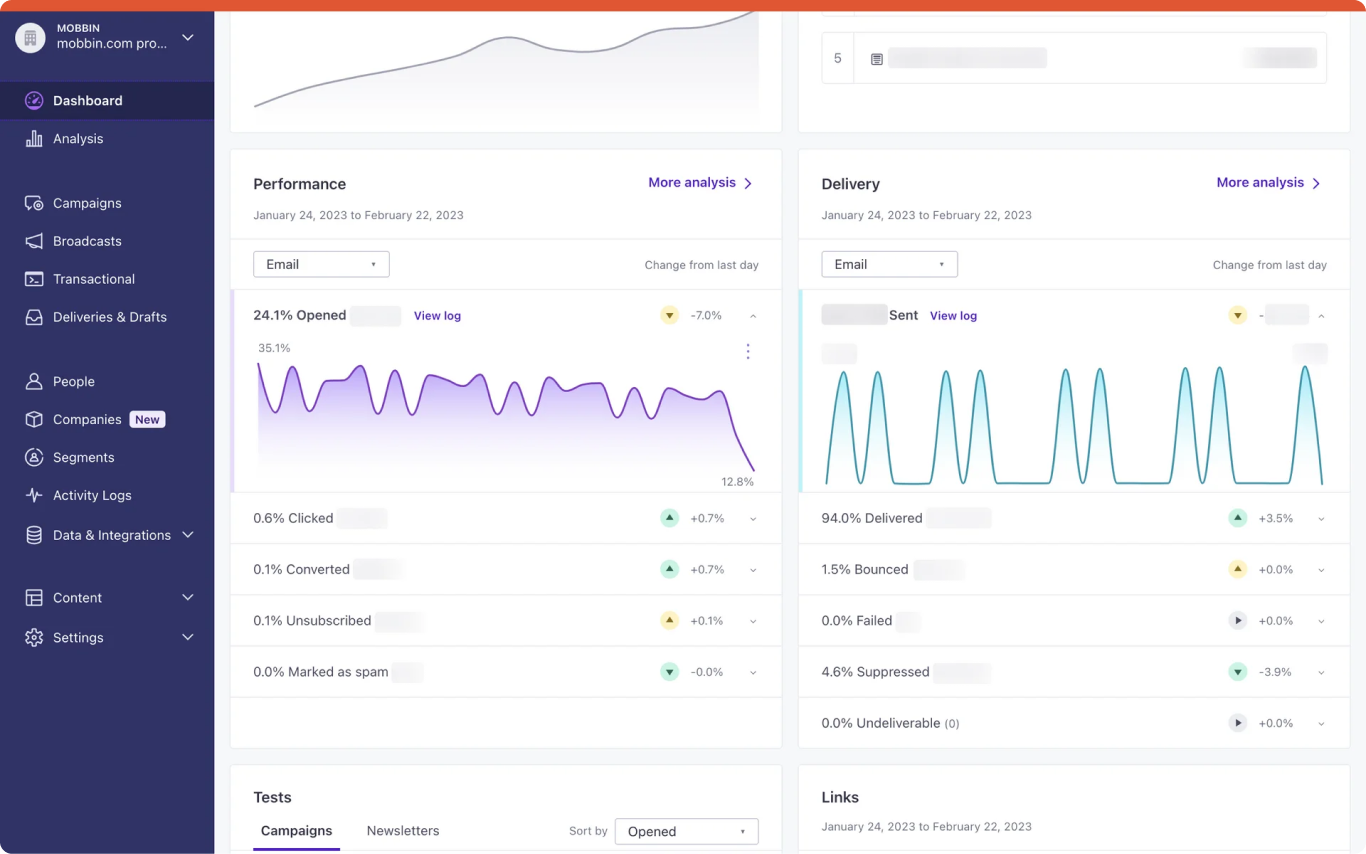 MOBBIN
mobbin.com pro...
Dashboard
Analysis
Campaigns
Broadcasts
Transactional
Deliveries & Drafts
People
Companies New
Segments
Activity Logs
Data & Integrations
Content
Settings
5
Performance
More analysis
January 24, 2023 to February 22, 2023
Email
Change from last day
24.1% Opened
View log
-7.0%
35.1%
12.8%
0.6% Clicked
+0.7%
0.1% Converted
+0.7%
0.1% Unsubscribed
+0.1%
0.0% Marked as spam
-0.0%
Delivery
More analysis
January 24, 2023 to February 22, 2023
Email
Change from last day
Sent
View log
-
94.0% Delivered
+3.5%
1.5% Bounced
+0.0%
0.0% Failed
+0.0%
4.6% Suppressed
-3.9%
0.0% Undeliverable (0)
+0.0%
Tests
Campaigns
Newsletters
Sort by
Opened
Links
January 24, 2023 to February 22, 2023